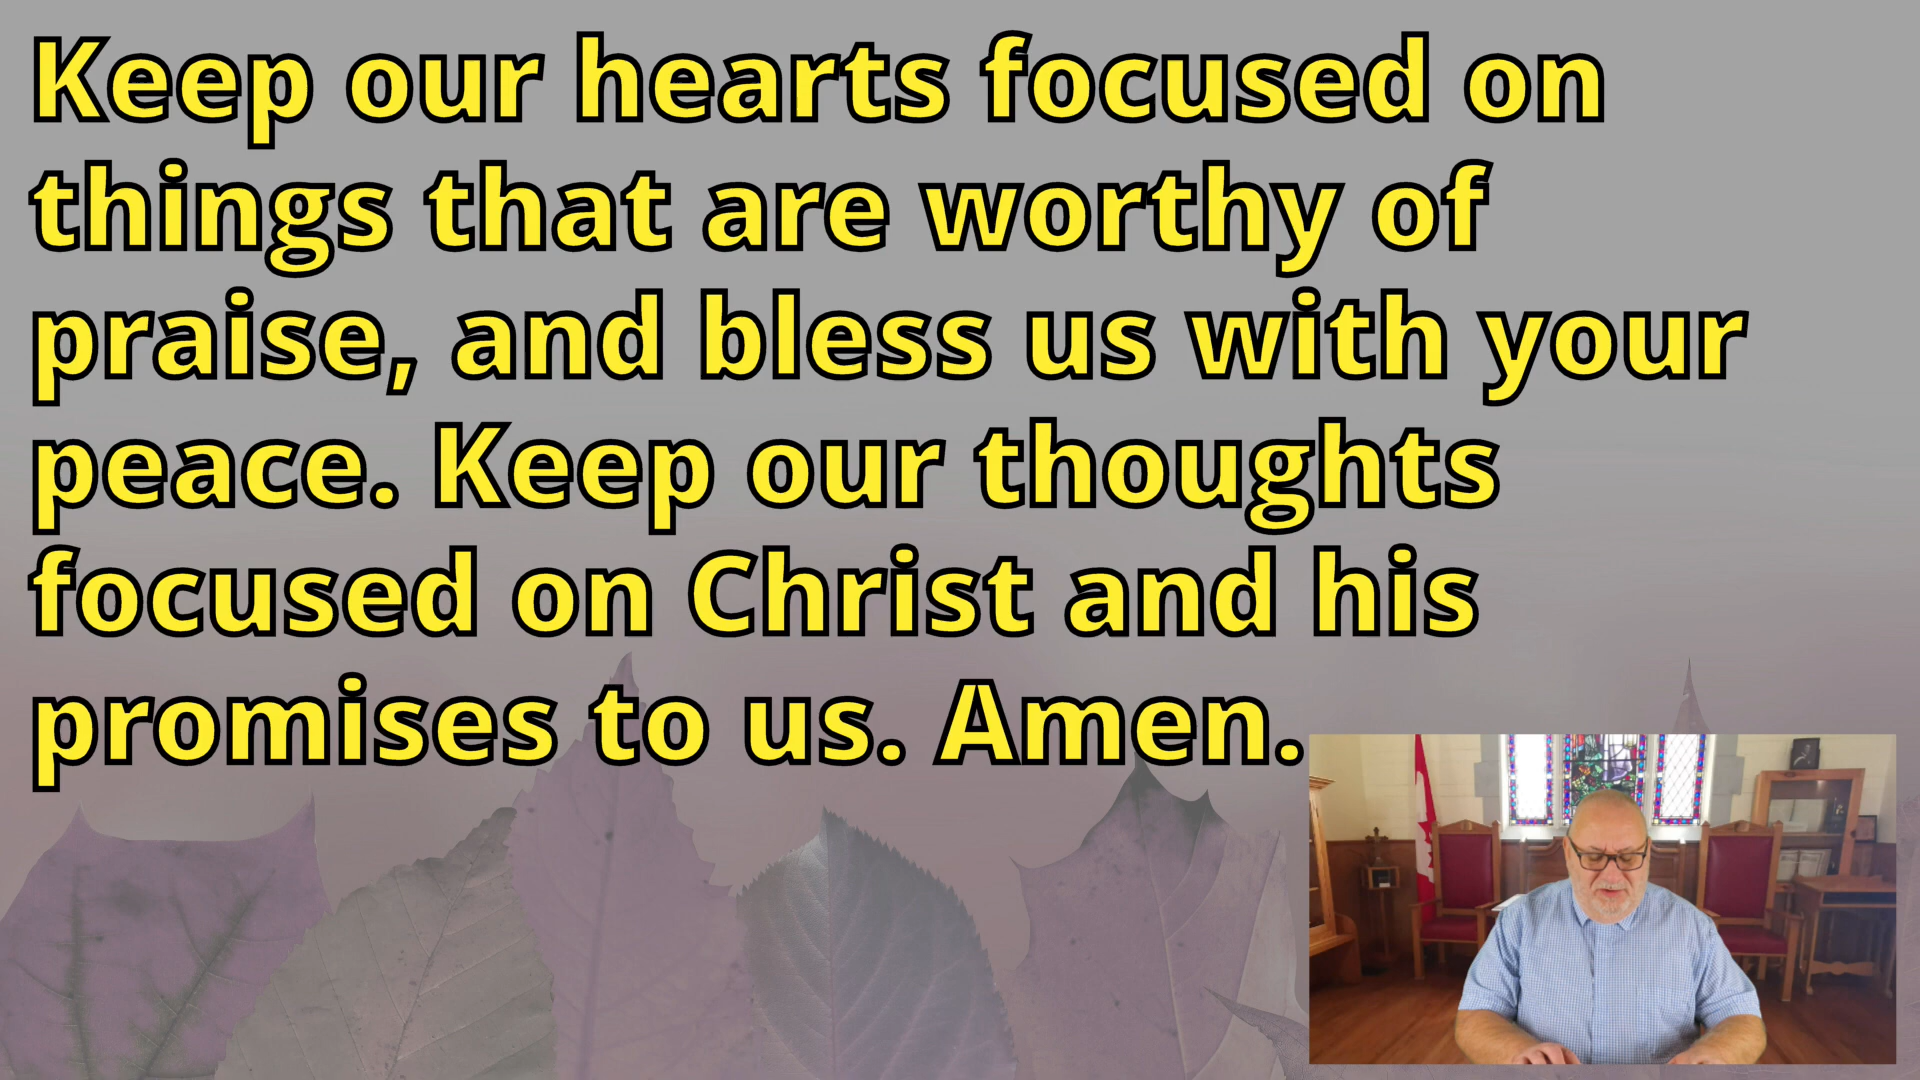 Keep our hearts focused on
things that are worthy of
praise, and bless us with your
peace. Keep our thoughts
focused on Christ and his
promises to us. Amen.